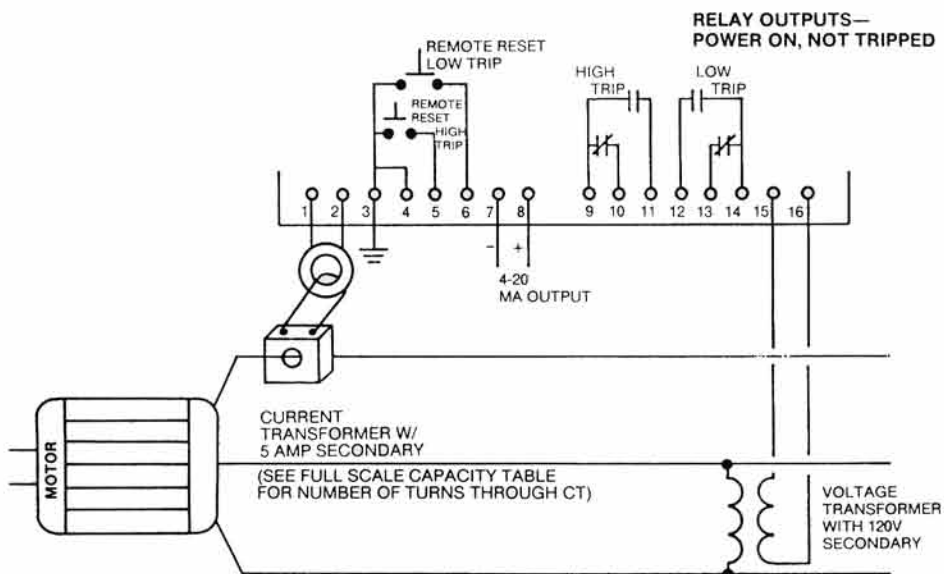 RELAY OUTPUTS—
POWER ON, NOT TRIPPED
REMOTE RESET
LOW TRIP
REMOTE
RESET
HIGH
TRIP
HIGH
TRIP
LOW
TRIP
1 2 3 4 5 6 7 8 9 10 11 12 13 14 15 16
- +
4-20
MA OUTPUT
MOTOR
CURRENT
TRANSFORMER W/
5 AMP SECONDARY
(SEE FULL SCALE CAPACITY TABLE
FOR NUMBER OF TURNS THROUGH CT)
VOLTAGE
TRANSFORMER
WITH 120V
SECONDARY